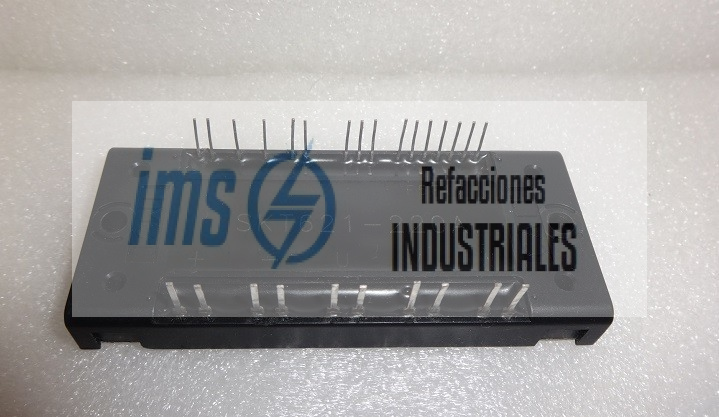 ims
Refacciones
INDUSTRIALES